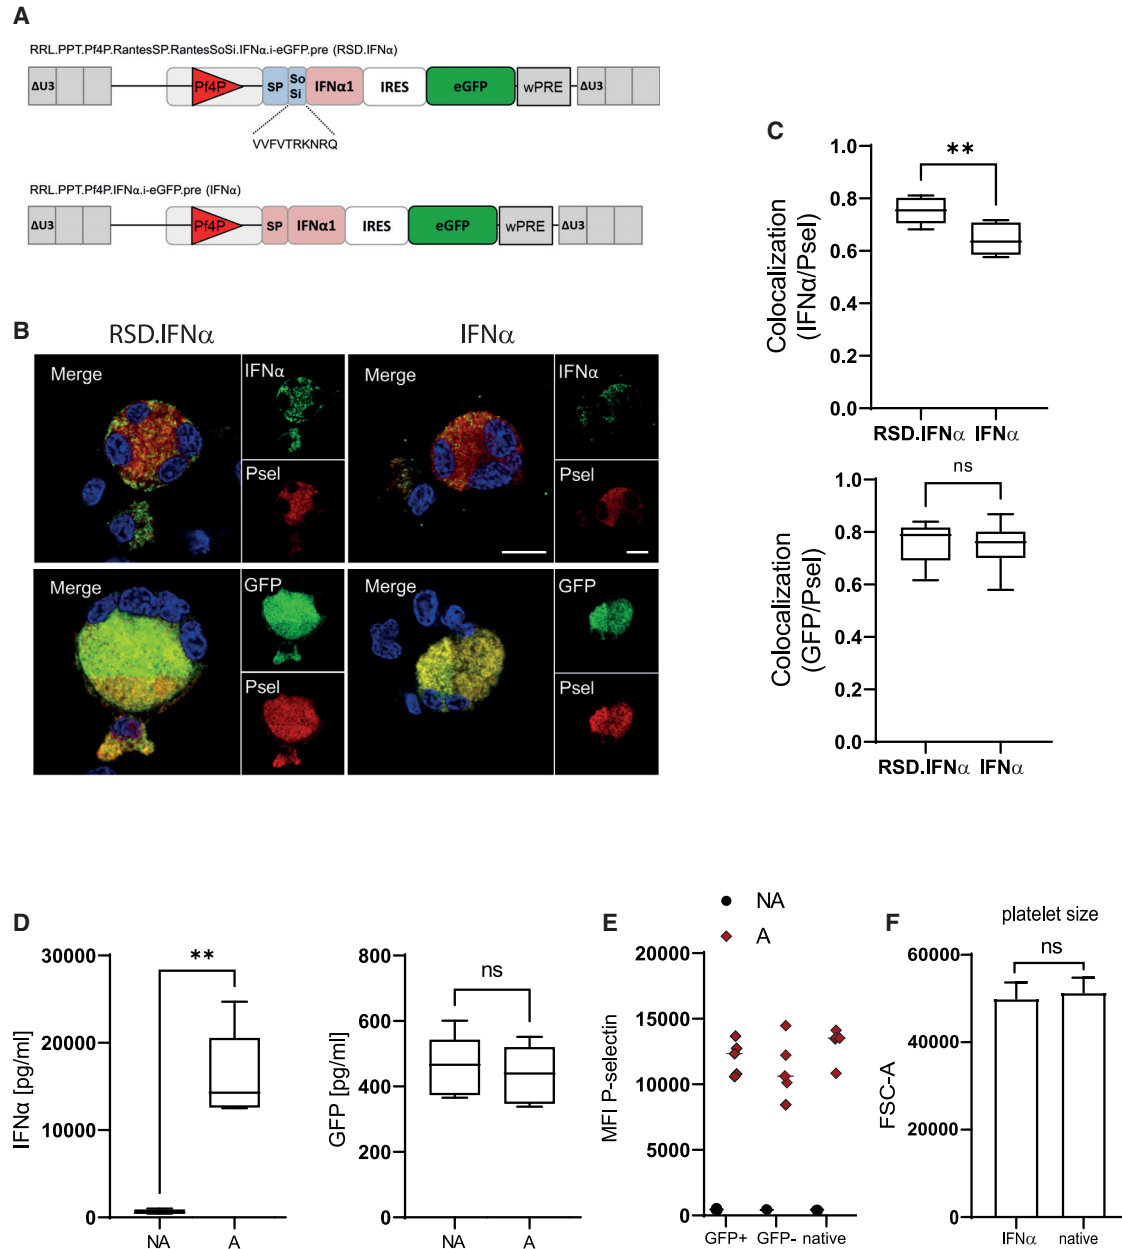 A
RRL.PPT.Pf4P.RantesSP.RantesSoSi.IFNα.i-eGFP.pre (RSD.IFNα)
ΔU3 Pf4P SP So Si IFNα1 IRES eGFP wPRE ΔU3
VVFVTRKNRQ
RRL.PPT.Pf4P.IFNα.i-eGFP.pre (IFNα)
ΔU3 Pf4P SP IFNα1 IRES eGFP wPRE ΔU3
B
RSD.IFNα IFNα
Merge IFNα Merge IFNα
Psel Psel
Merge GFP Merge GFP
Psel Psel
C
Colocalization
(IFNα/Psel)
1.0
0.8
0.6
0.4
0.2
0.0
**
RSD.IFNα IFNα
Colocalization
(GFP/Psel)
1.0
0.8
0.6
0.4
0.2
0.0
ns
RSD.IFNα IFNα
D
IFNα [pg/ml]
30000
20000
10000
0
**
NA A
GFP [pg/ml]
800
600
400
200
0
ns
NA A
E
NA
A
MFI P-selectin
20000
15000
10000
5000
0
GFP+ GFP- native
F
platelet size
ns
FSC-A
60000
40000
20000
0
IFNα native